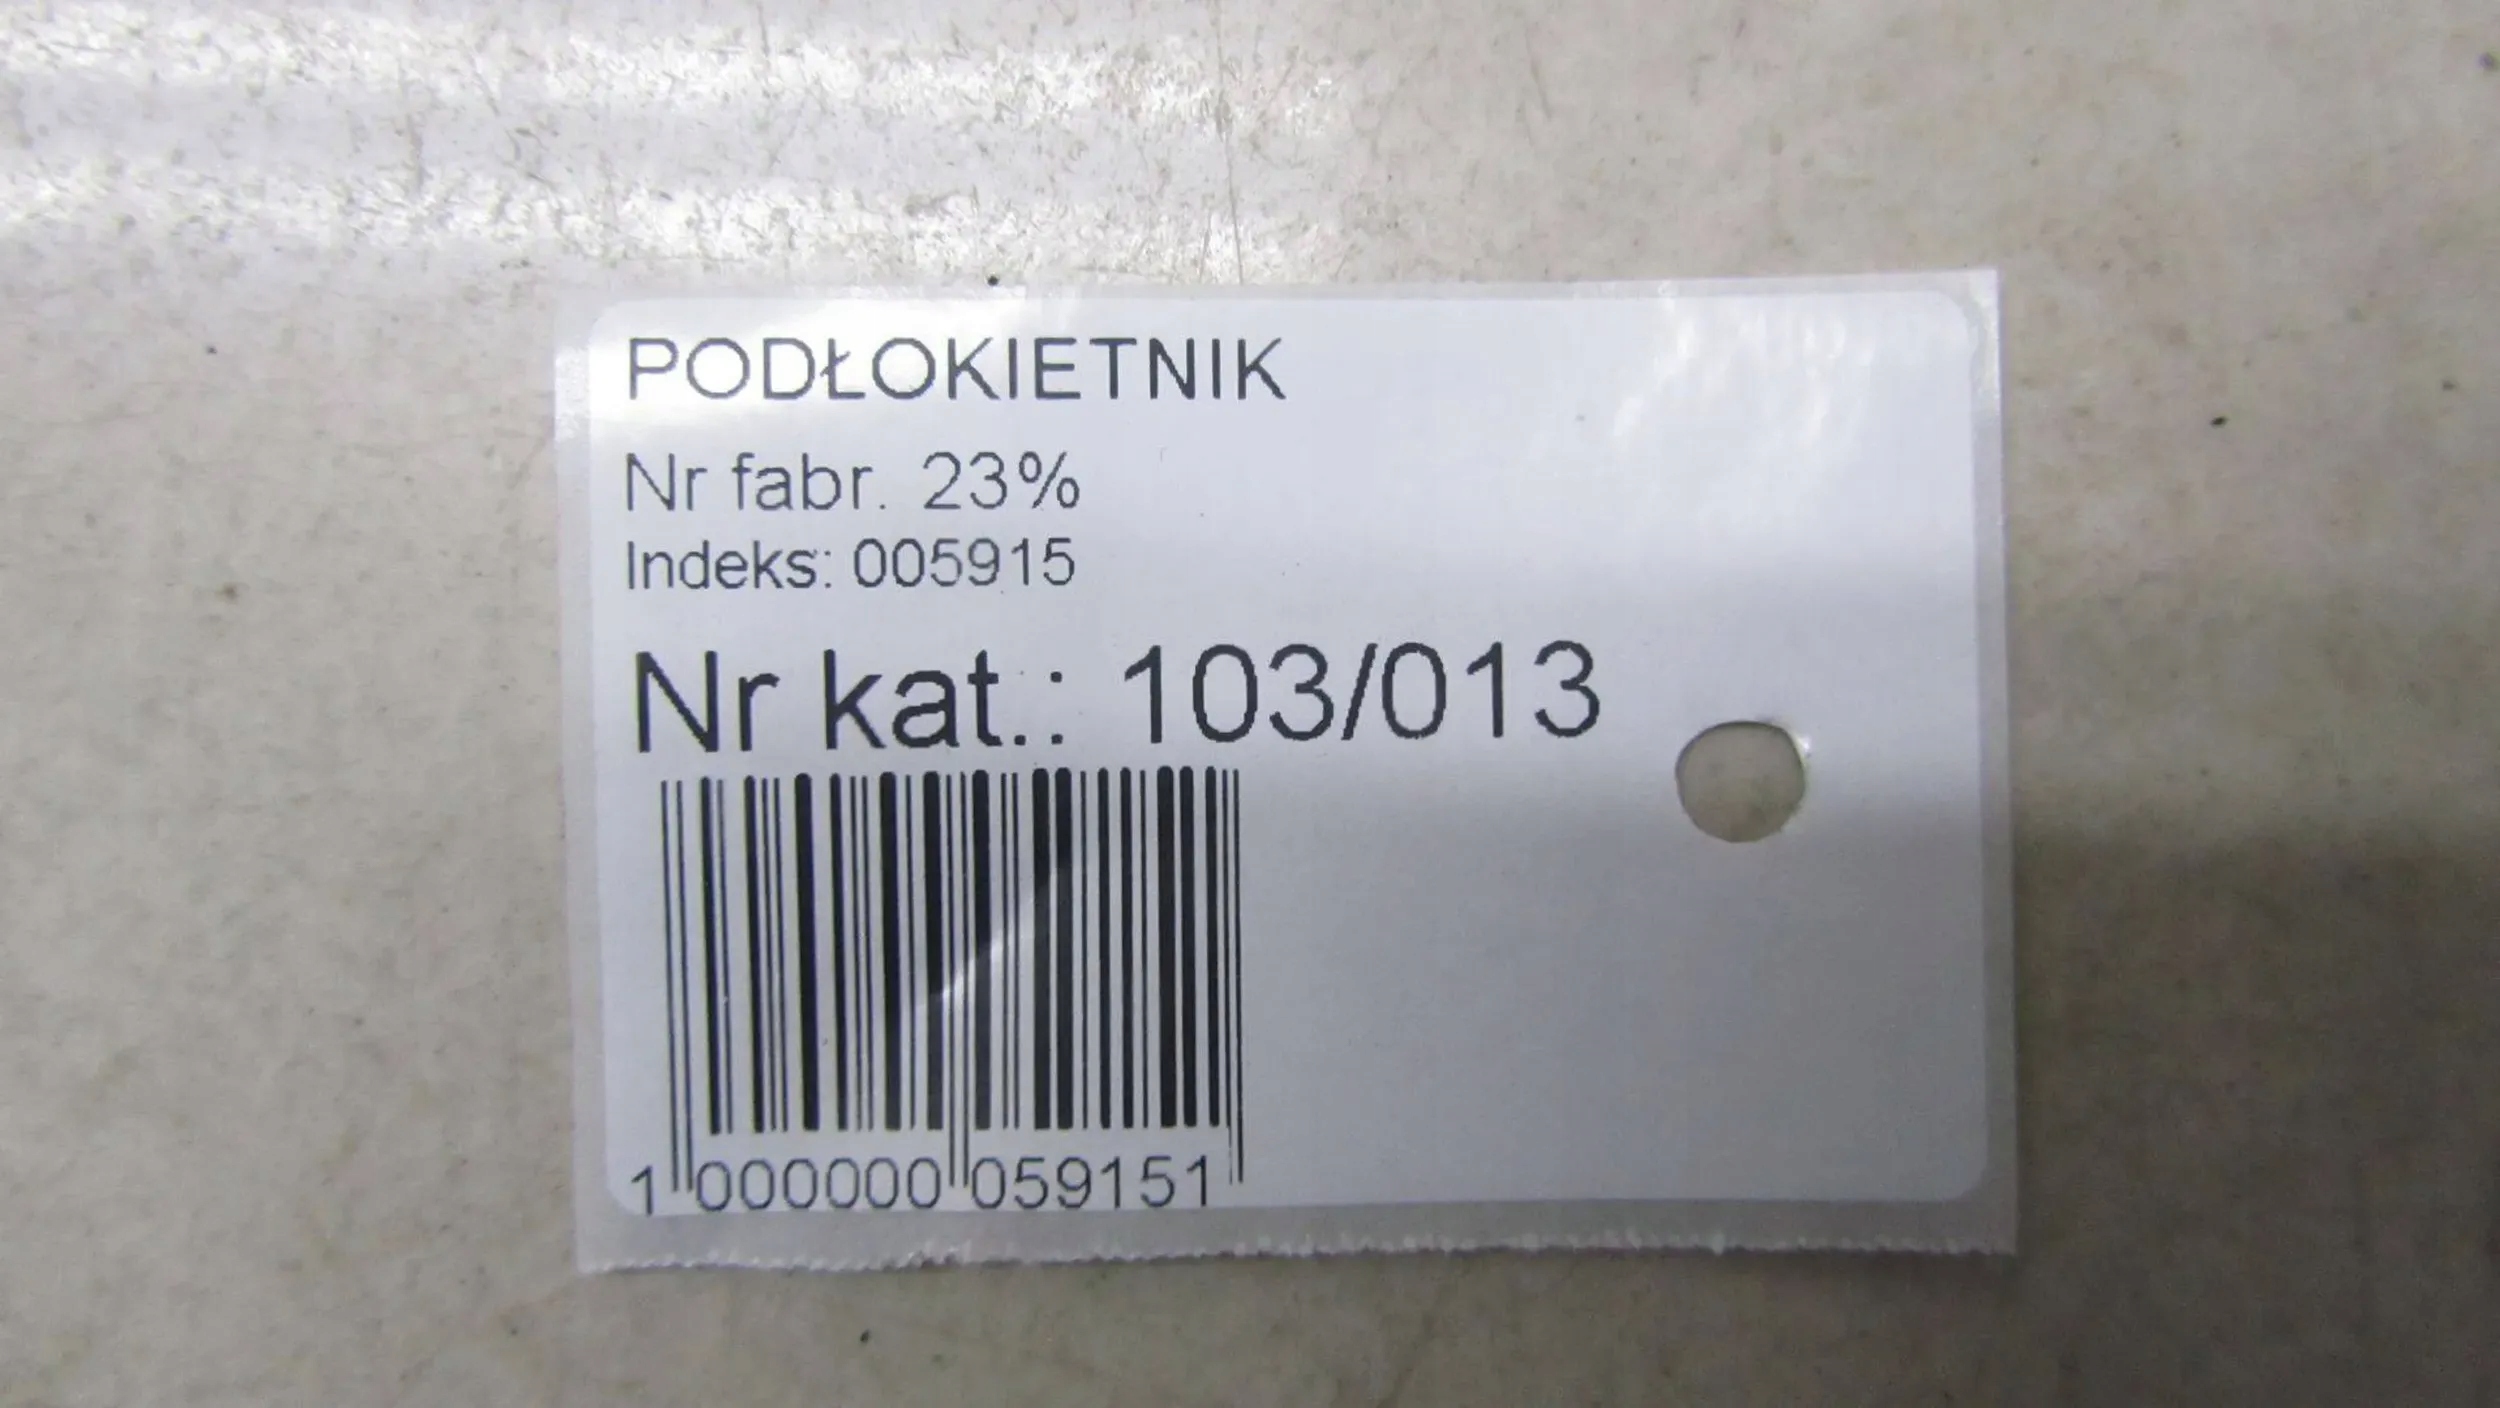 PODŁOKIETNIK
Nr fabr. 23%
Indeks: 005915
Nr kat.: 103/013
1 000000 059151